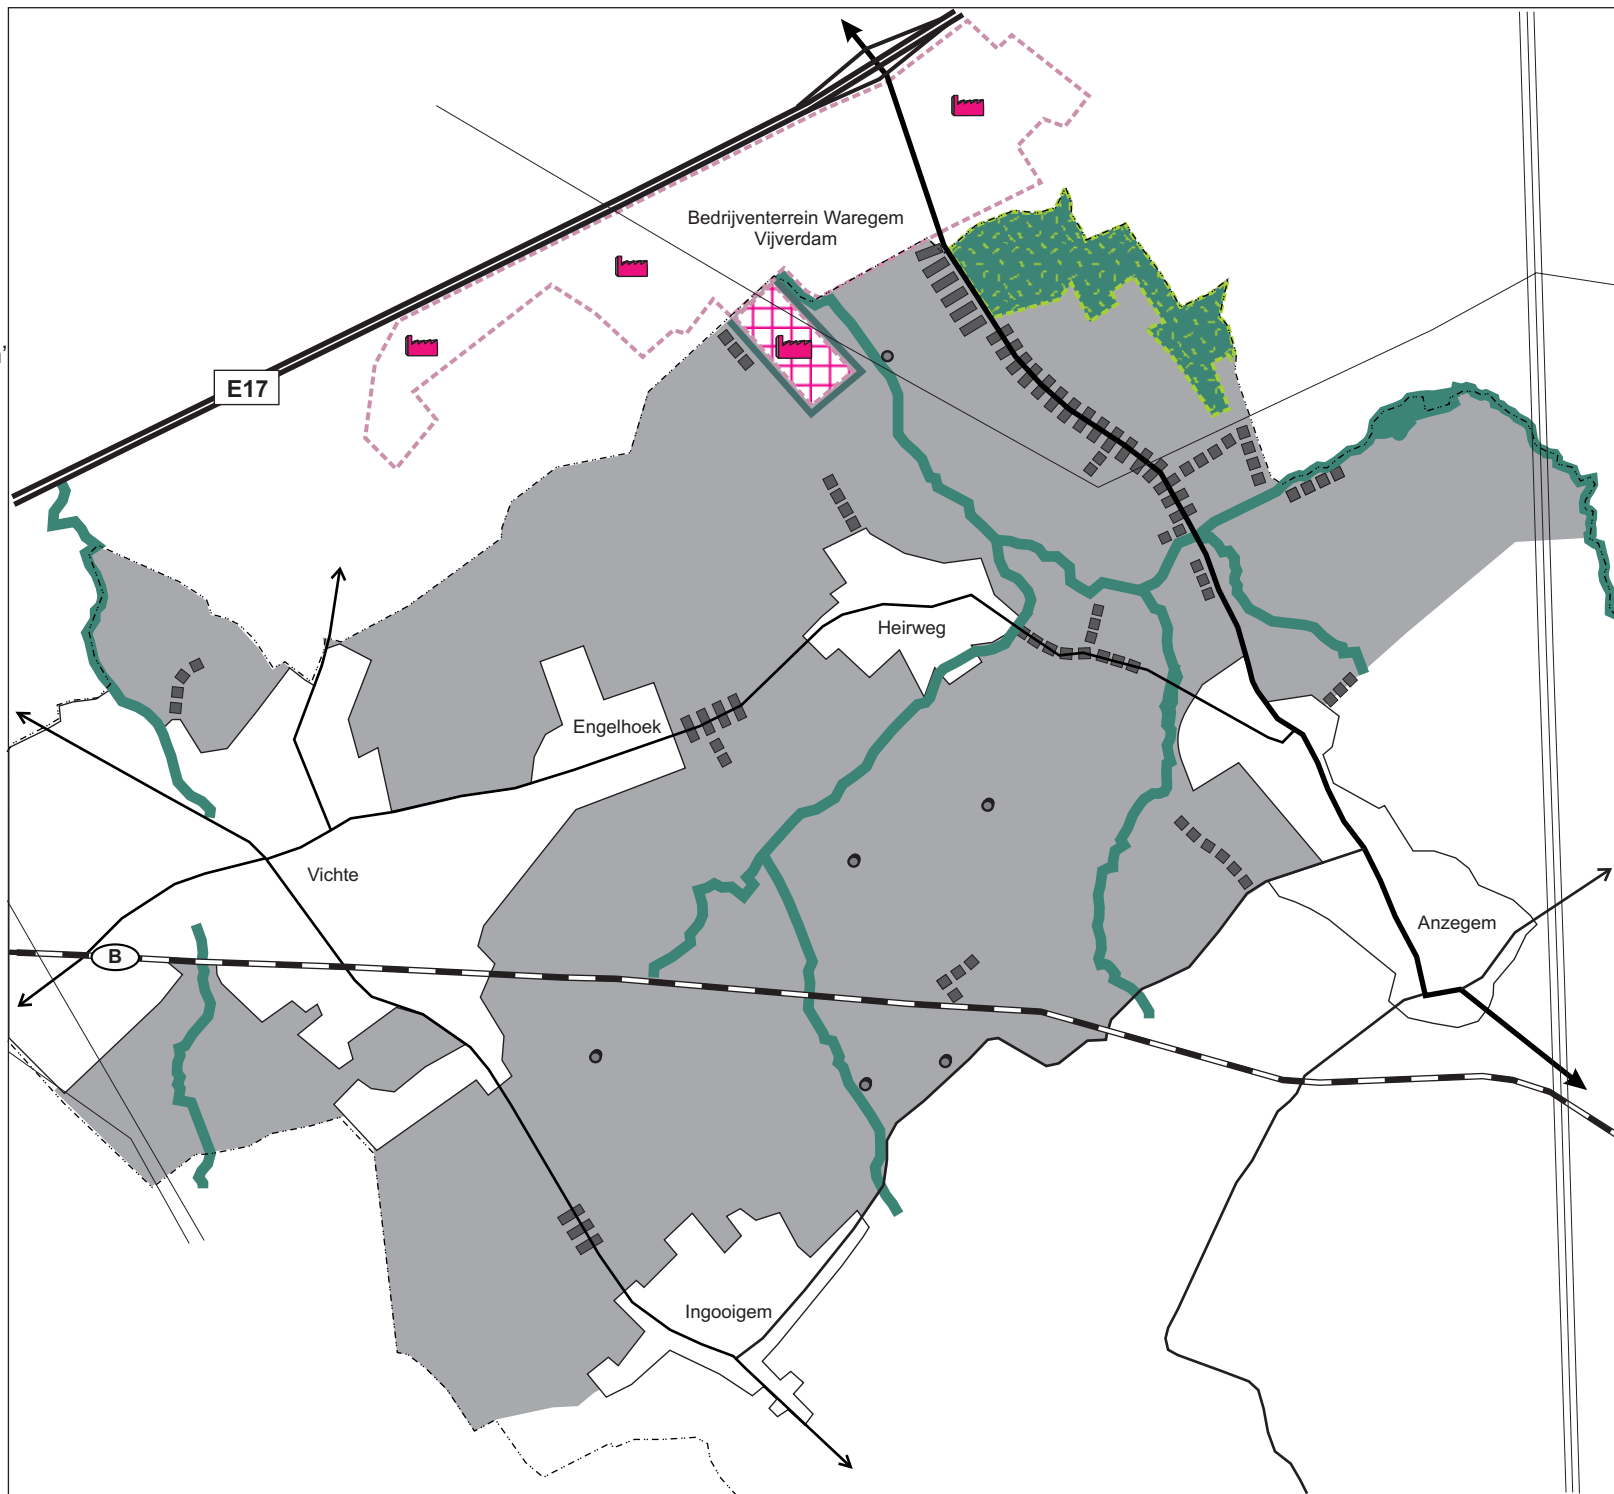 Bedrijventerrein Waregem
Vijverdam
E17
Heirweg
Engelhoek
Vichte
Anzegem
B
Ingooigem